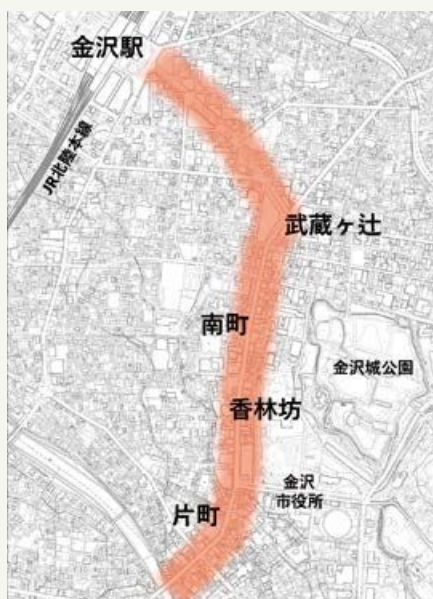 金沢駅
JR北陸本線
武蔵ヶ辻
南町
金沢城公園
香林坊
金沢
市役所
片町